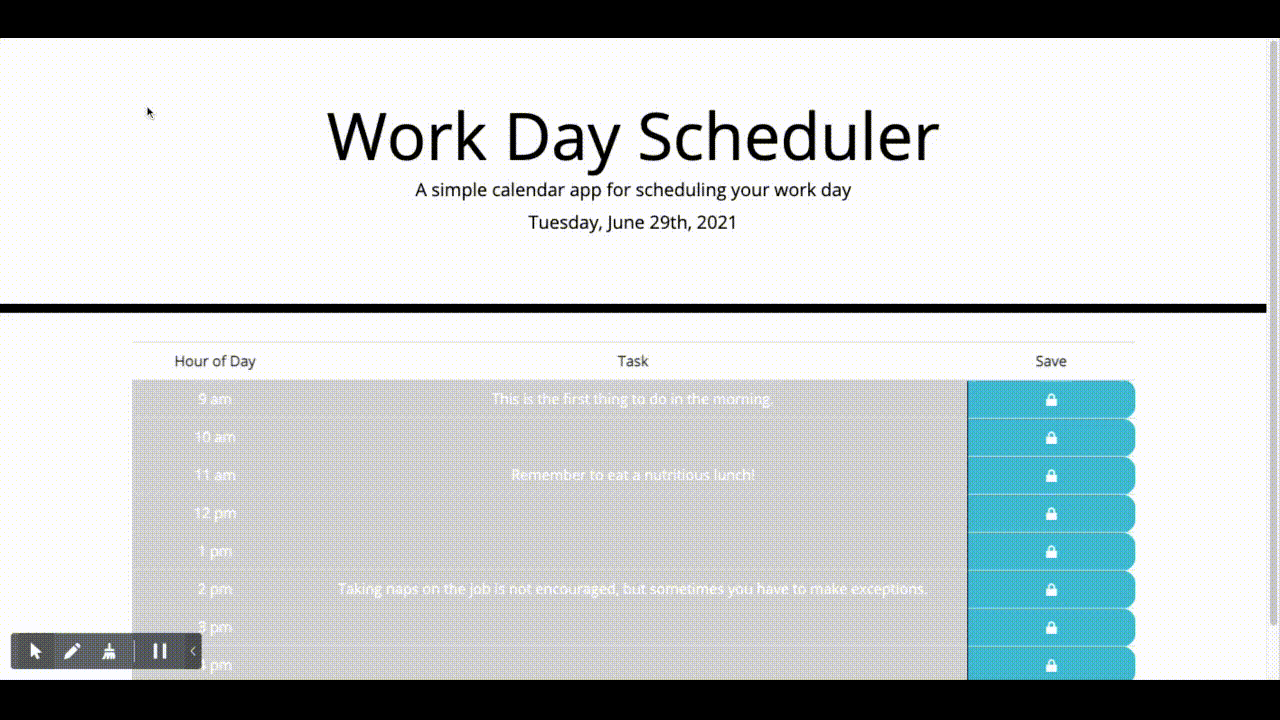 Work Day Scheduler
A simple calendar app for scheduling your work day
Tuesday, June 29th, 2021
Hour of Day Task Save
9 am This is the first thing to do in the morning.
10 am
11 am Remember to eat a nutritious lunch!
12 pm
1 pm
2 pm Taking naps on the job is not encouraged, but sometimes you have to make exceptions.
3 pm
pm